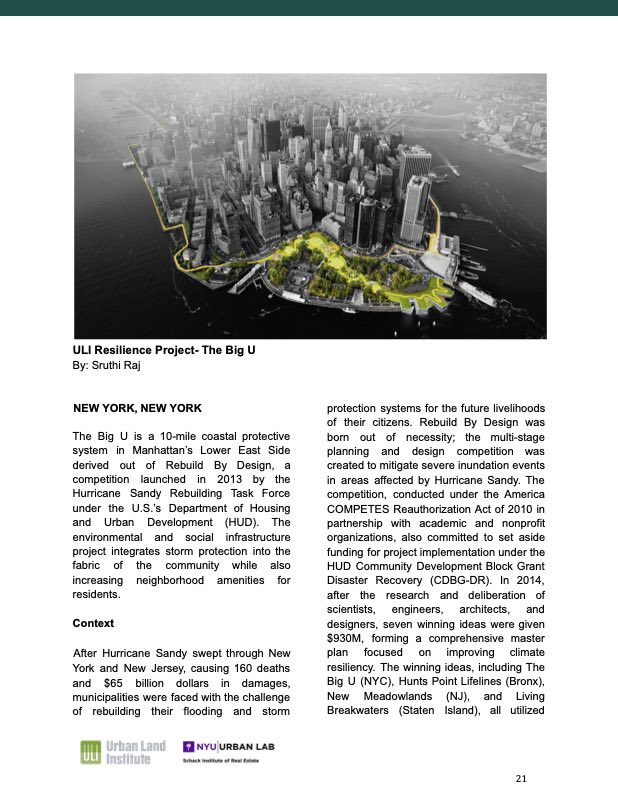 ULI Resilience Project- The Big U
By: Sruthi Raj
NEW YORK, NEW YORK
The Big U is a 10-mile coastal protective
system in Manhattan's Lower East Side
derived out of Rebuild By Design, a
competition launched in 2013 by the
Hurricane Sandy Rebuilding Task Force
under the U.S.'s Department of Housing
and Urban Development (HUD). The
environmental and social infrastructure
project integrates storm protection into the
fabric of the community while also
increasing neighborhood amenities for
residents.
Context
After Hurricane Sandy swept through New
York and New Jersey, causing 160 deaths
and $65 billion dollars in damages,
municipalities were faced with the challenge
of rebuilding their flooding and storm
protection systems for the future livelihoods
of their citizens. Rebuild By Design was
born out of necessity; the multi-stage
planning and design competition was
created to mitigate severe inundation events
in areas affected by Hurricane Sandy. The
competition, conducted under the America
COMPETES Reauthorization Act of 2010 in
partnership with academic and nonprofit
organizations, also committed to set aside
funding for project implementation under the
HUD Community Development Block Grant
Disaster Recovery (CDBG-DR). In 2014,
after the research and deliberation of
scientists, engineers, architects, and
designers, seven winning ideas were given
$930M, forming a comprehensive master
plan focused on improving climate
resiliency. The winning ideas, including The
Big U (NYC), Hunts Point Lifelines (Bronx),
New Meadowlands (NJ), and Living
Breakwaters (Staten Island), all utilized
ULI Urban Land
Institute
NYU URBAN LAB
Schack Institute of Real Estate
21